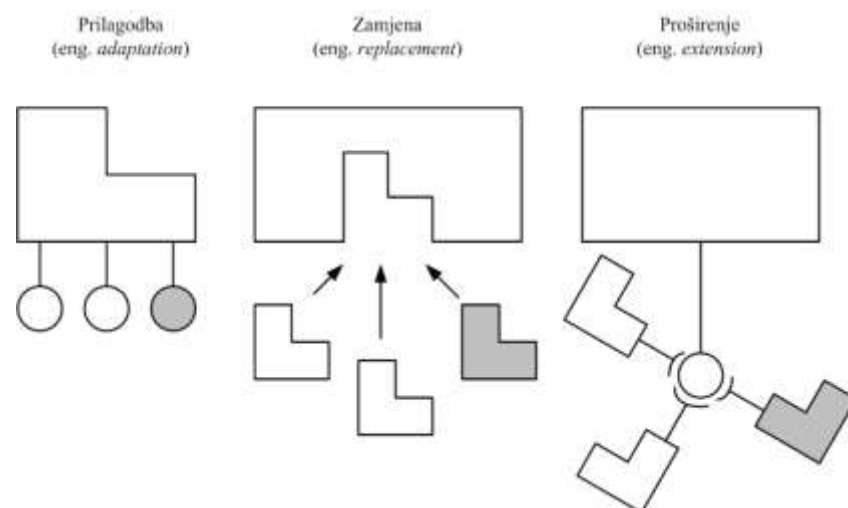 Prilagodba
(eng. adaptation)
Zamjena
(eng. replacement)
Proširenje
(eng. extension)